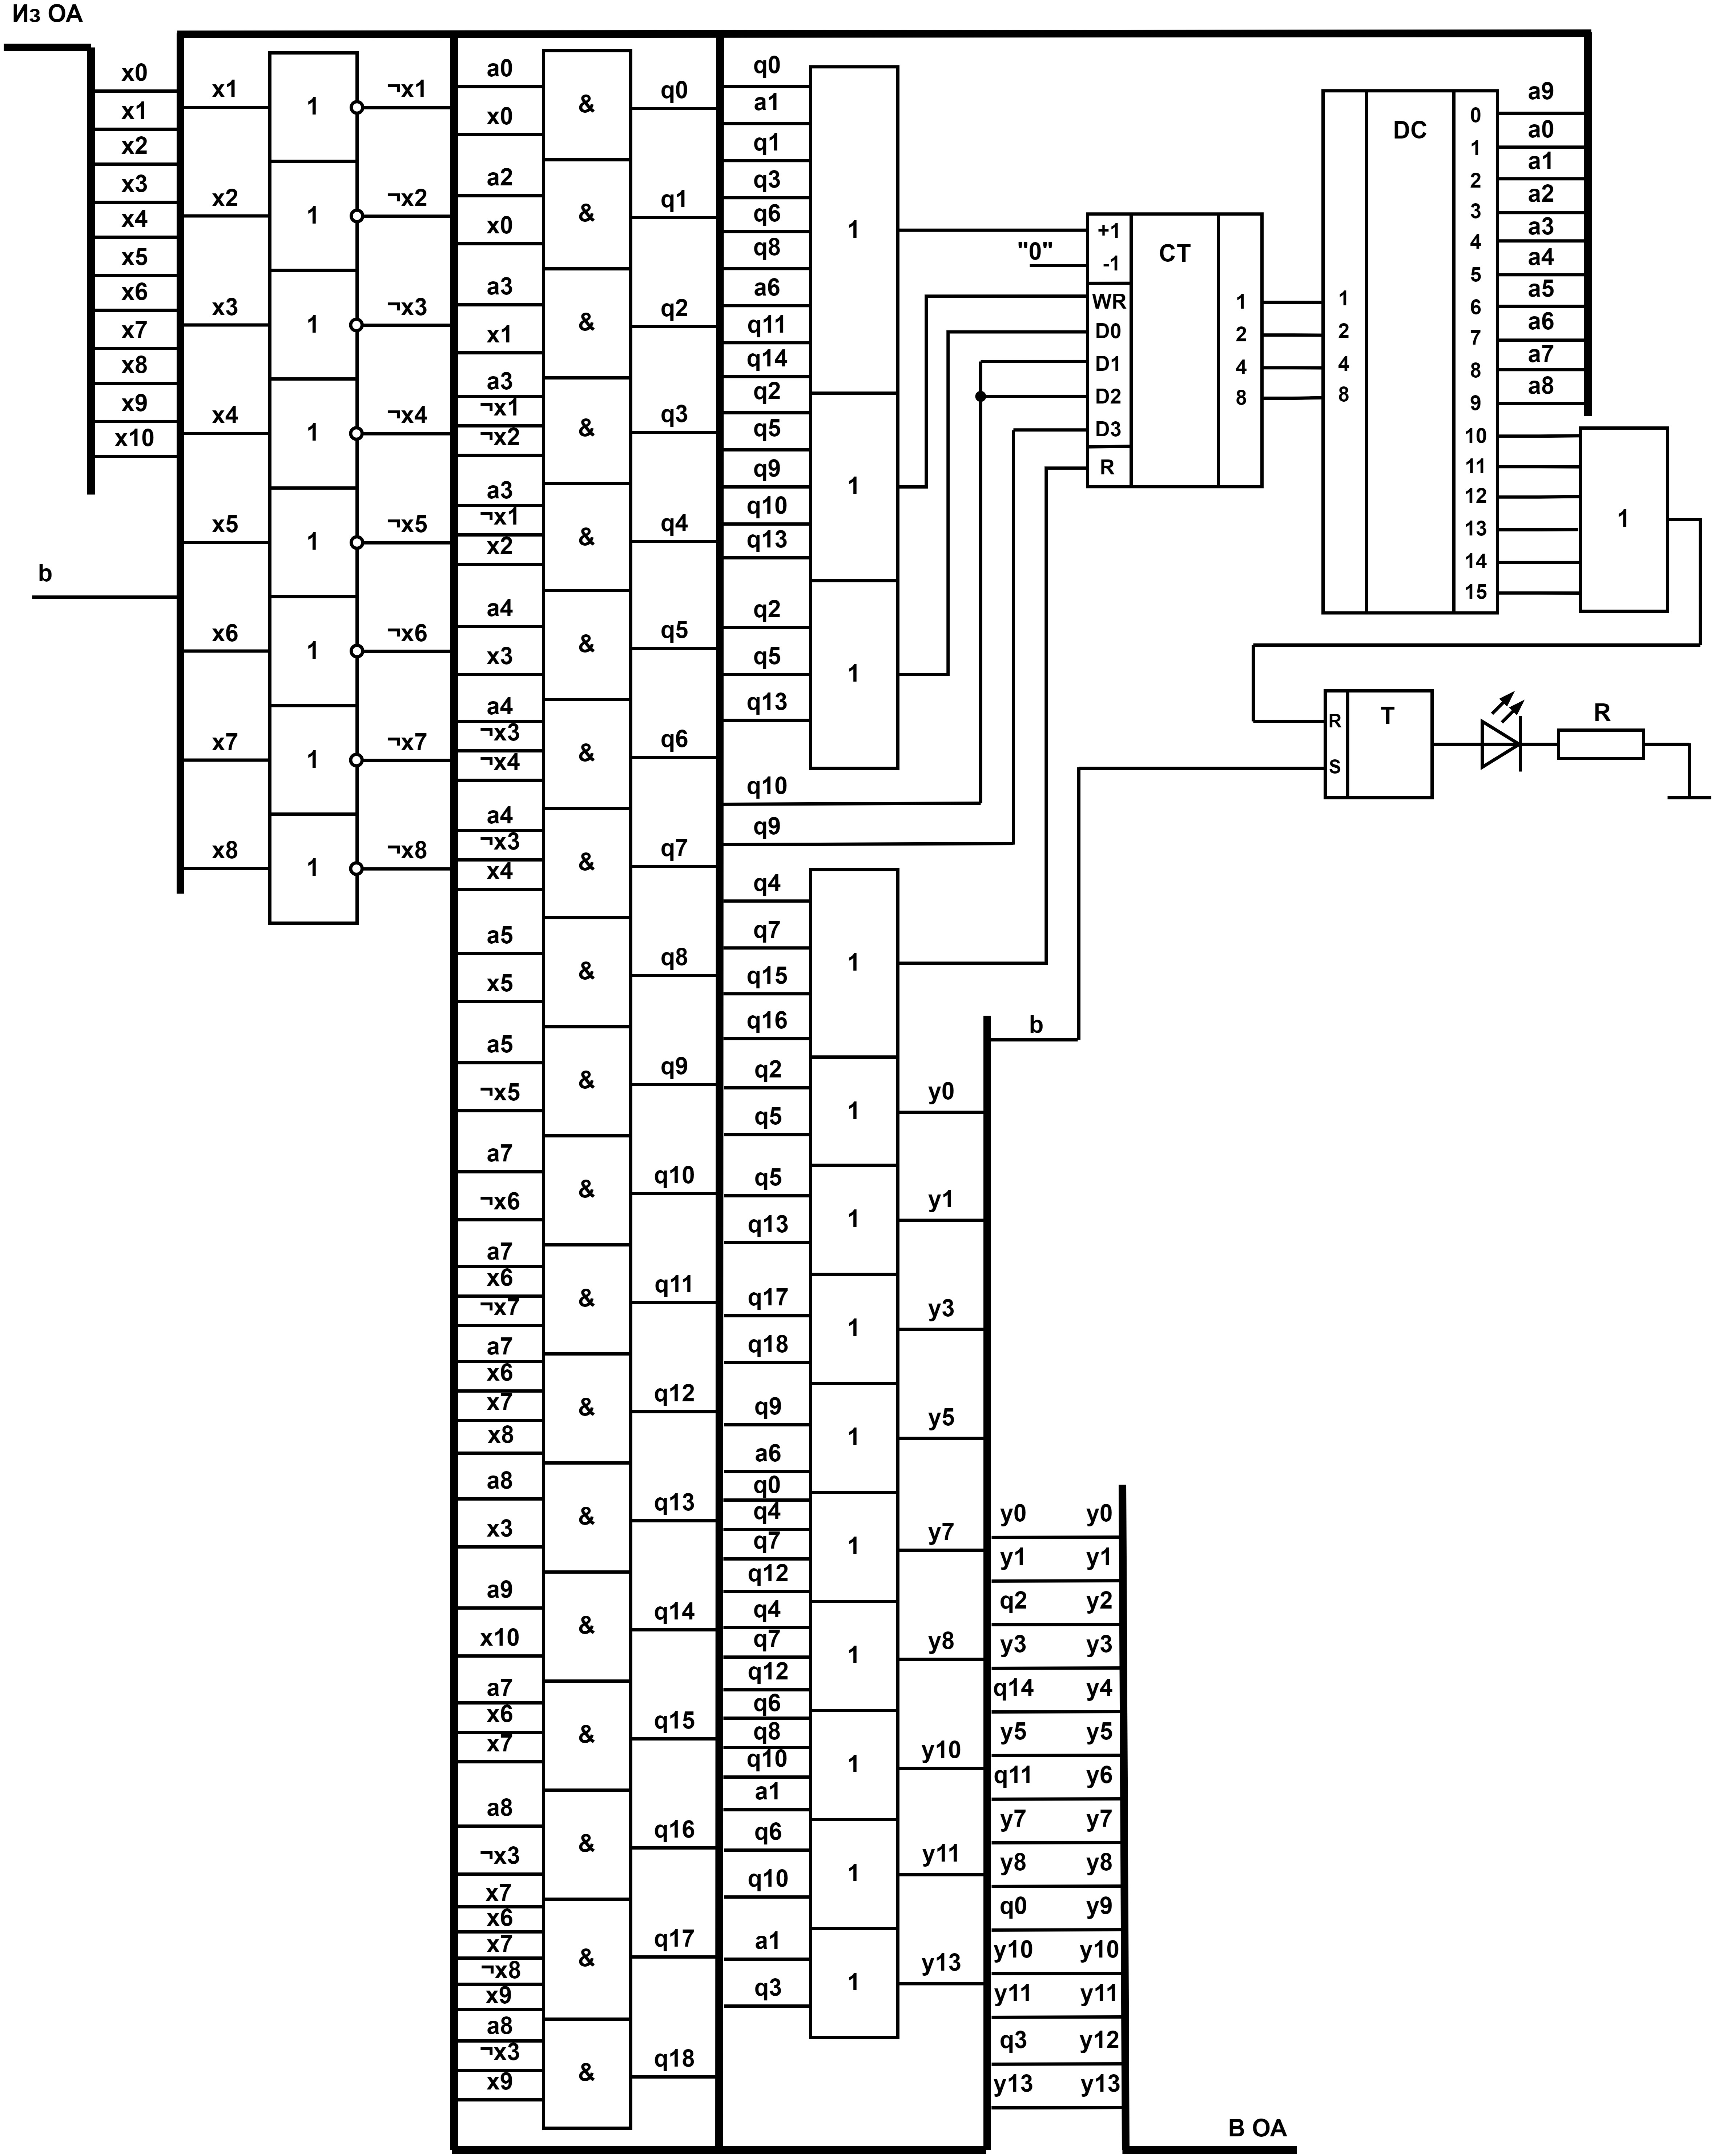 Из ОА
x0
x1
x2
x3
x4
x5
x6
x7
x8
x9
x10
b
x1
1
¬x1
x2
1
¬x2
x3
1
¬x3
x4
1
¬x4
x5
1
¬x5
x6
1
¬x6
x7
1
¬x7
x8
1
¬x8
a0
x0
&
q0
a2
x0
&
q1
a3
x1
&
q2
a3
¬x1
¬x2
&
q3
a3
¬x1
x2
&
q4
a4
x3
&
q5
a4
¬x3
¬x4
&
q6
a4
¬x3
x4
&
q7
a5
x5
&
q8
a5
¬x5
&
q9
a7
¬x6
&
q10
a7
x6
¬x7
&
q11
a7
x6
x7
x8
&
q12
a8
x3
&
q13
a9
x10
&
q14
a7
x6
x7
&
q15
a8
¬x3
&
q16
x7
x6
x7
¬x8
x9
&
q17
a8
¬x3
x9
&
q18
q0
a1
q1
q3
q6
q8
a6
q11
q14
1
q2
q5
q9
q10
q13
1
q2
q5
q13
1
q10
q9
q4
q7
q15
q16
1
q2
q5
1
y0
q5
q13
1
y1
q17
q18
1
y3
q9
a6
1
y5
q0
q4
q7
q12
1
y7
q4
q7
q12
1
y8
q6
q8
q10
a1
1
y10
q6
q10
1
y11
a1
q3
1
y13
"0"
+1
-1
WR
D0
D1
D2
D3
R
CT
1
2
4
8
1
2
4
8
DC
0
1
2
3
4
5
6
7
8
9
10
11
12
13
14
15
a9
a0
a1
a2
a3
a4
a5
a6
a7
a8
1
R
S
T
R
b
y0 y0
y1 y1
q2 y2
y3 y3
q14 y4
y5 y5
q11 y6
y7 y7
y8 y8
q0 y9
y10 y10
y11 y11
q3 y12
y13 y13
В ОА